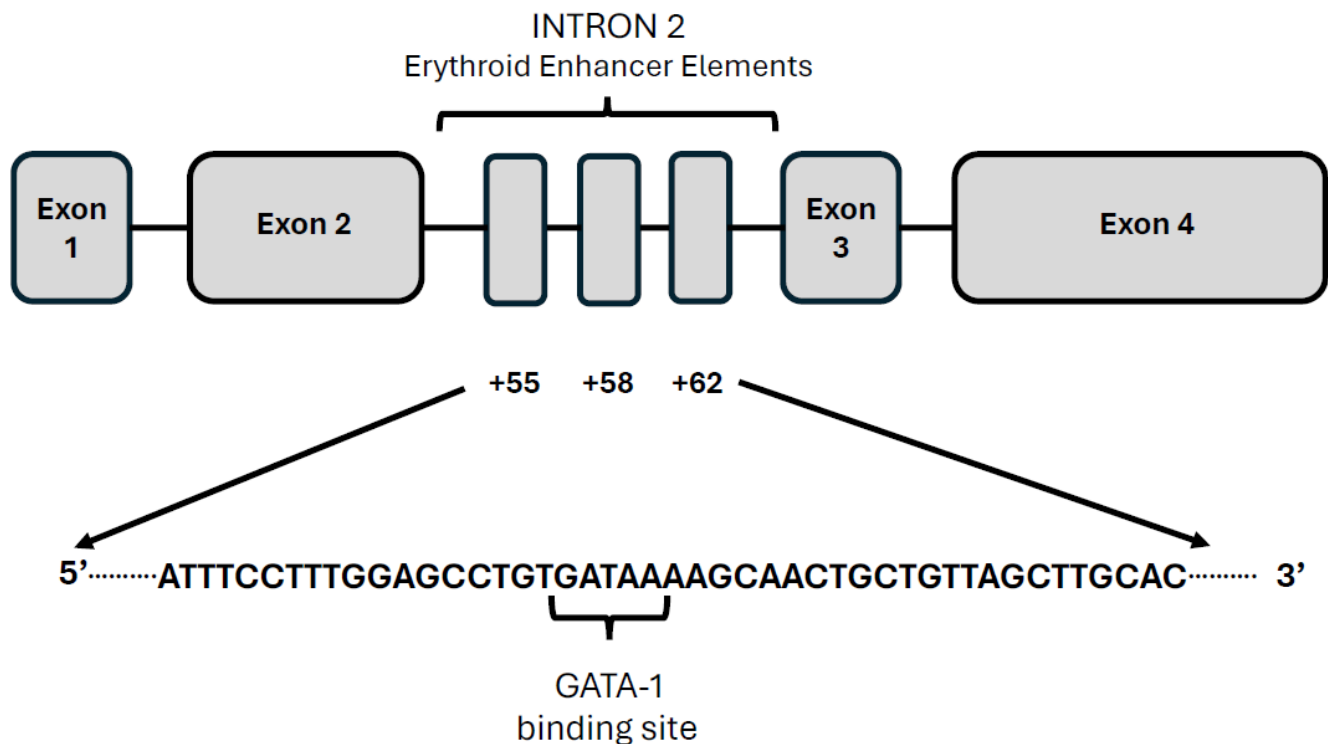 INTRON 2
Erythroid Enhancer Elements
Exon
1
Exon 2
Exon
3
Exon 4
+55 +58 +62
5’..........ATTTCCTTTGGAGCCTGTGATAAAAGCAACTGCTGTTAGCTTGCAC.......... 3’
GATA-1
binding site